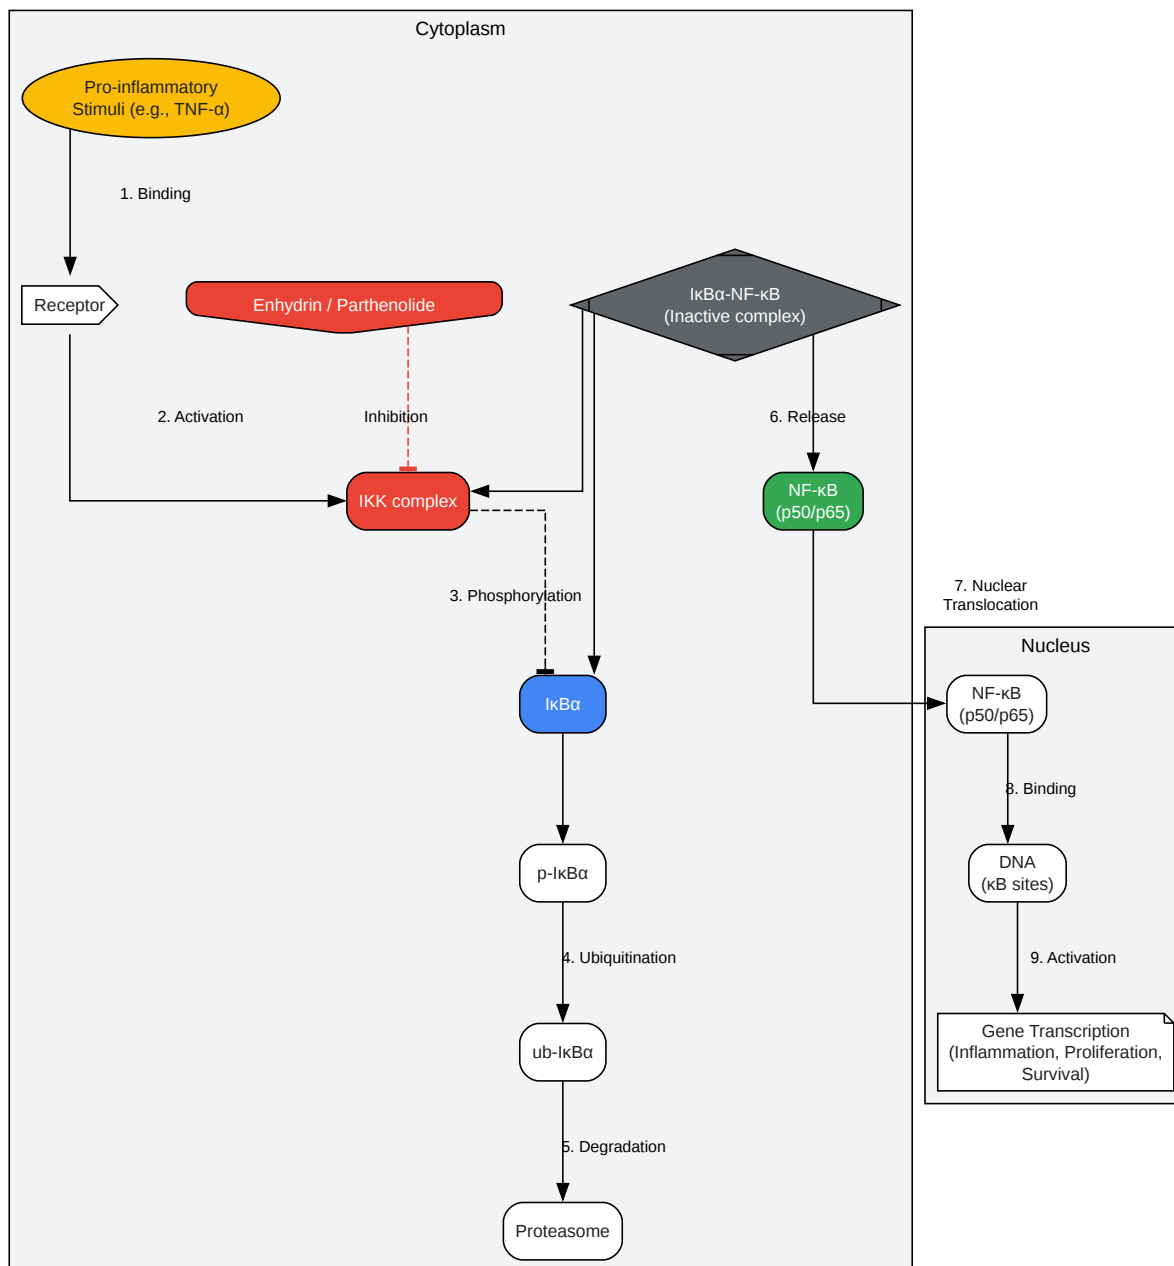 Cytoplasm
Pro-inflammatory
Stimuli (e.g., TNF-α)
1. Binding
Receptor
Enhydrin / Parthenolide
IκBα-NF-κB
(Inactive complex)
2. Activation
Inhibition
6. Release
IKK complex
NF-κB
(p50/p65)
3. Phosphorylation
7. Nuclear
Translocation
Nucleus
IκBα
NF-κB
(p50/p65)
8. Binding
p-IκBα
DNA
(κB sites)
4. Ubiquitination
9. Activation
ub-IκBα
Gene Transcription
(Inflammation, Proliferation,
Survival)
5. Degradation
Proteasome